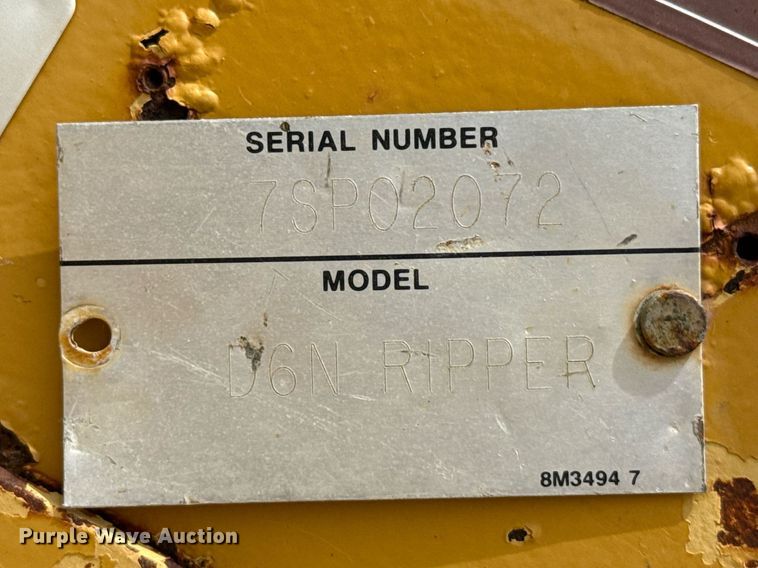 SERIAL NUMBER
7SP02072
MODEL
D6N RIPPER
8M3494 7
Purple Wave Auction